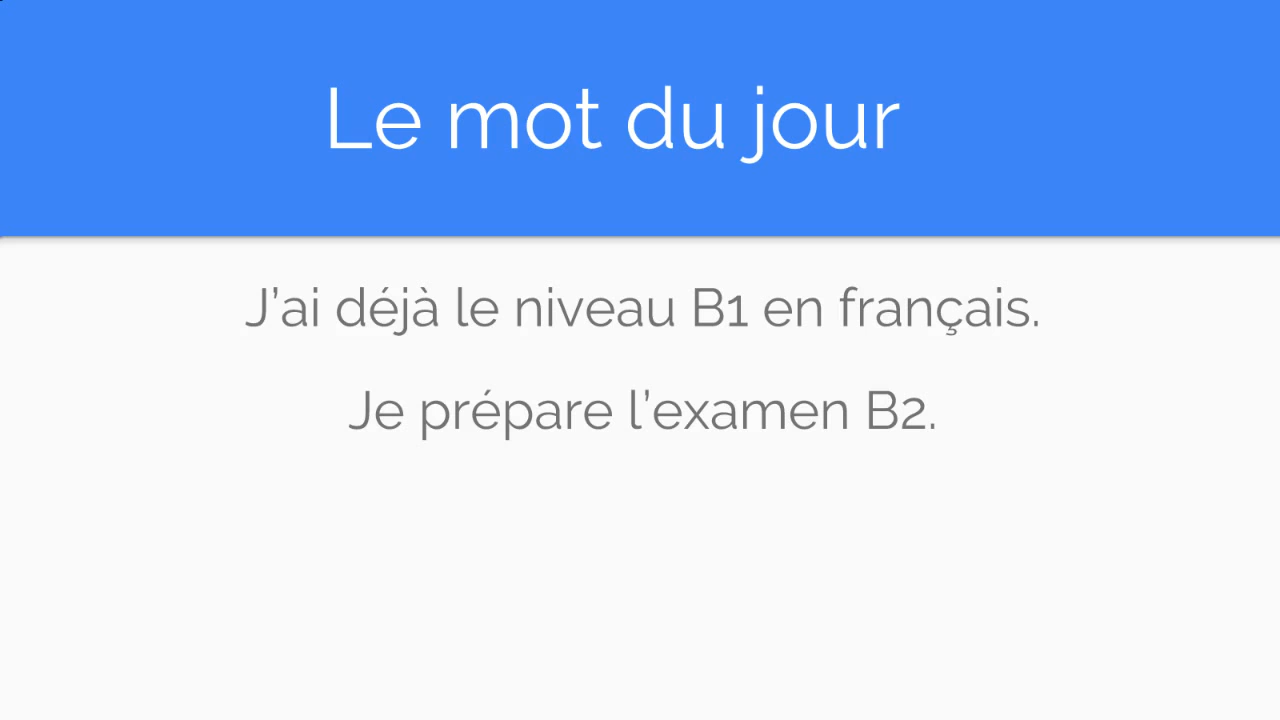 Le mot du jour
J’ai déjà le niveau B1 en français.
Je prépare l’examen B2.